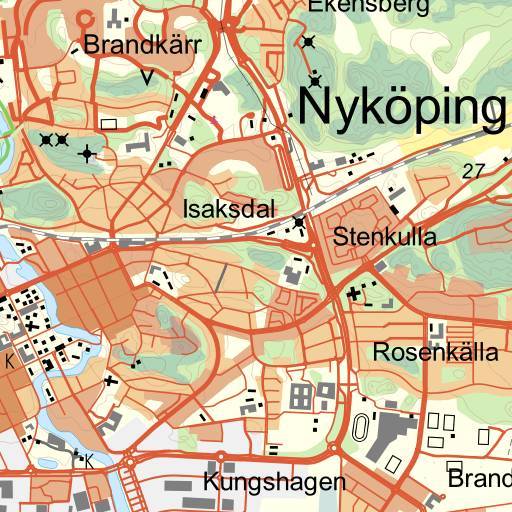 Ekensberg
Brandkärr
Nyköping
27
Isaksdal
Stenkulla
Rosenkälla
K
K
Kungshagen
Brand